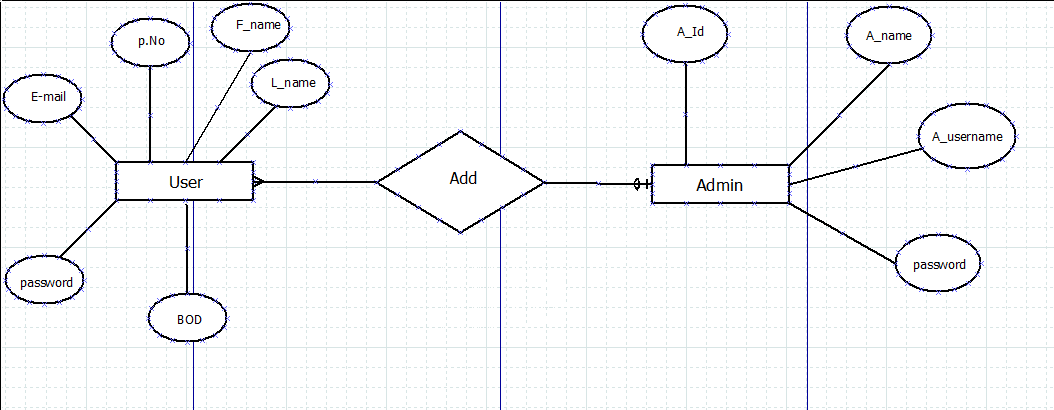 F_name
p.No
L_name
E-mail
User
password
BOD
Add
A_Id
A_name
A_username
Admin
password